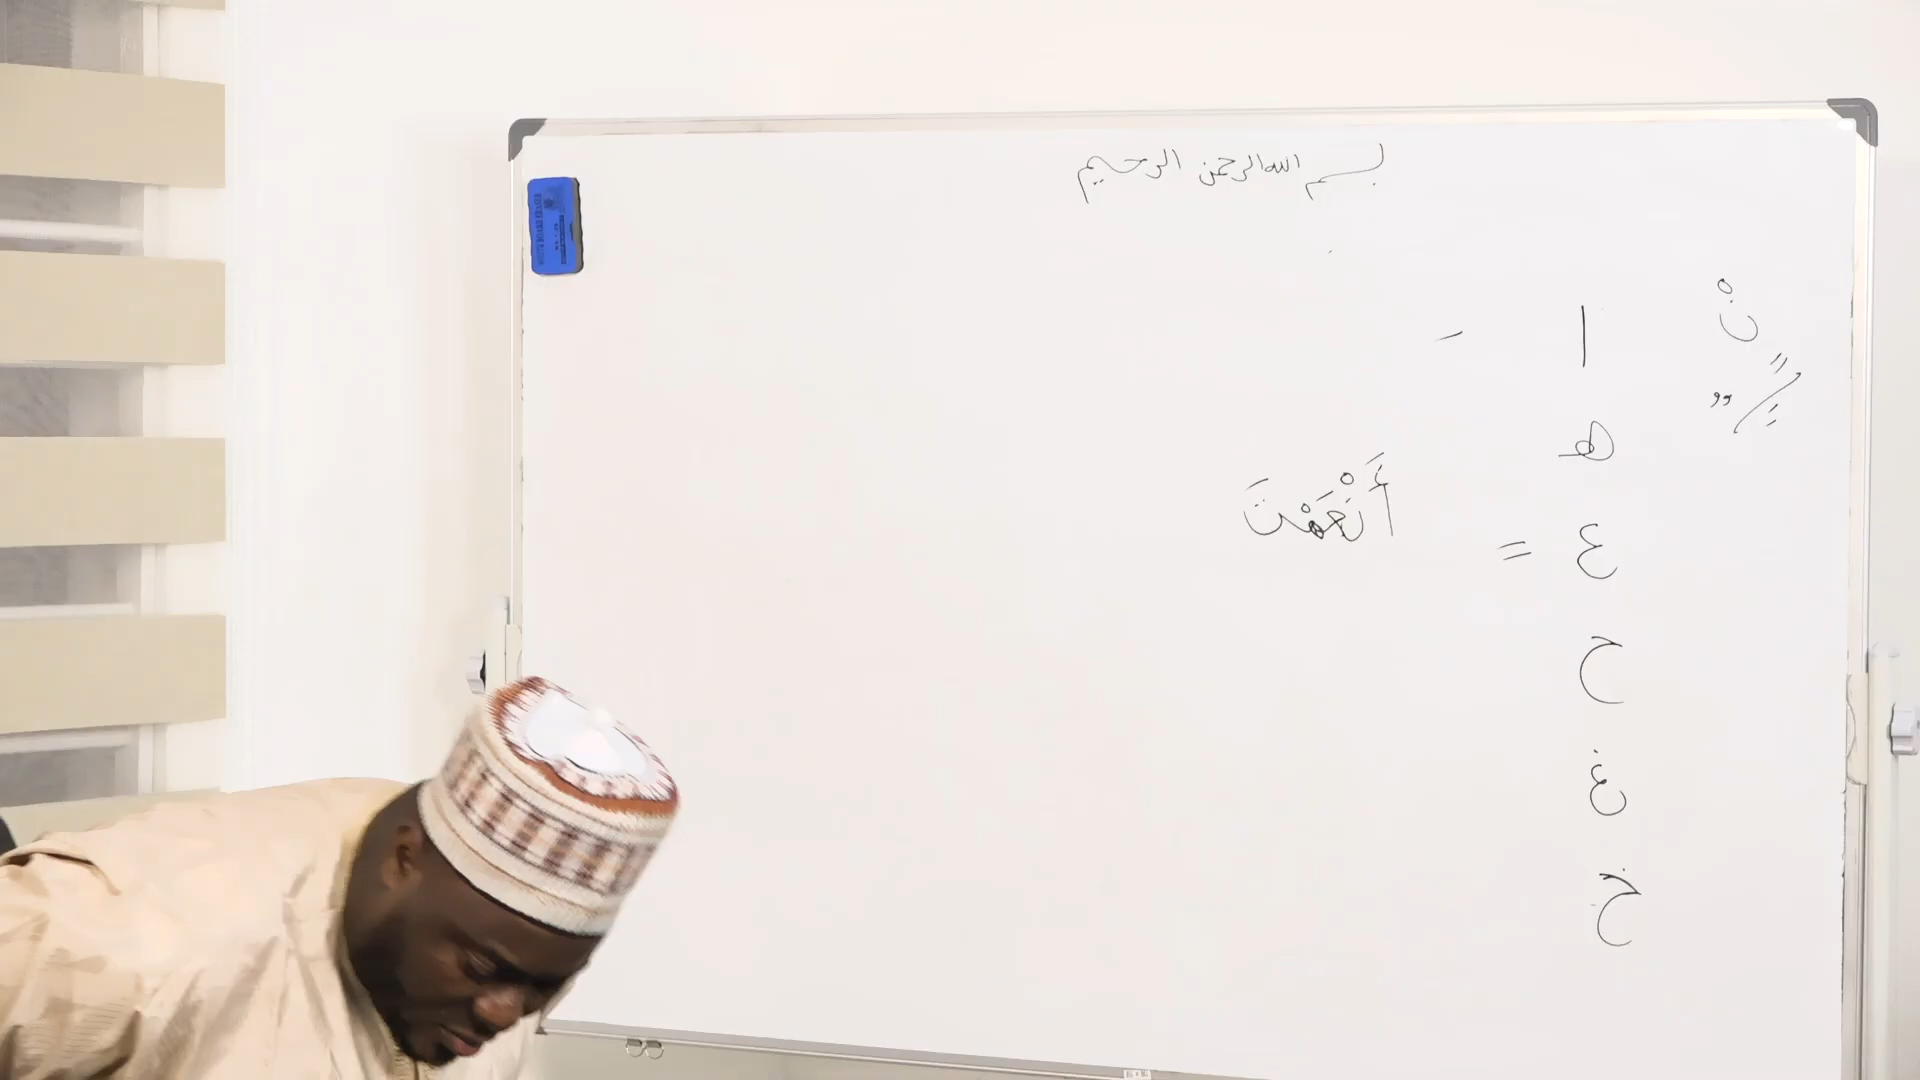 بسم الله الرحمن الرحيم
نْ
ا -
ه
ع = أَنْعَمْتَ
ح
غ
خ